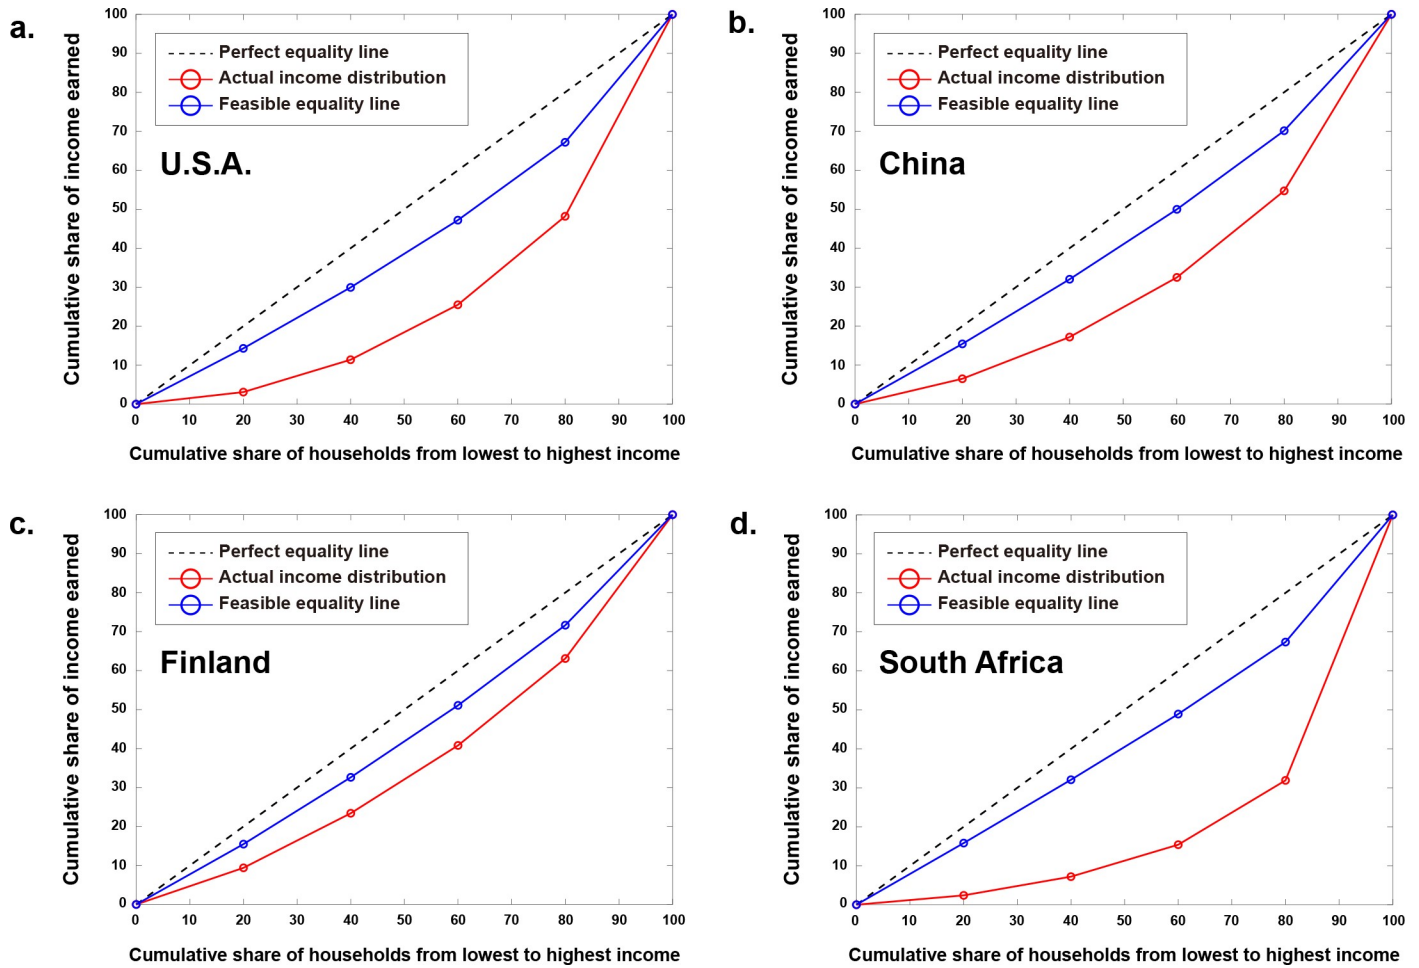 a.
Cumulative share of income earned
100
90
80
70
60
50
40
30
20
10
0
Perfect equality line
Actual income distribution
Feasible equality line
U.S.A.
0 10 20 30 40 50 60 70 80 90 100
Cumulative share of households from lowest to highest income
b.
Cumulative share of income earned
100
90
80
70
60
50
40
30
20
10
0
Perfect equality line
Actual income distribution
Feasible equality line
China
0 10 20 30 40 50 60 70 80 90 100
Cumulative share of households from lowest to highest income
c.
Cumulative share of income earned
100
90
80
70
60
50
40
30
20
10
0
Perfect equality line
Actual income distribution
Feasible equality line
Finland
0 10 20 30 40 50 60 70 80 90 100
Cumulative share of households from lowest to highest income
d.
Cumulative share of income earned
100
90
80
70
60
50
40
30
20
10
0
Perfect equality line
Actual income distribution
Feasible equality line
South Africa
0 10 20 30 40 50 60 70 80 90 100
Cumulative share of households from lowest to highest income